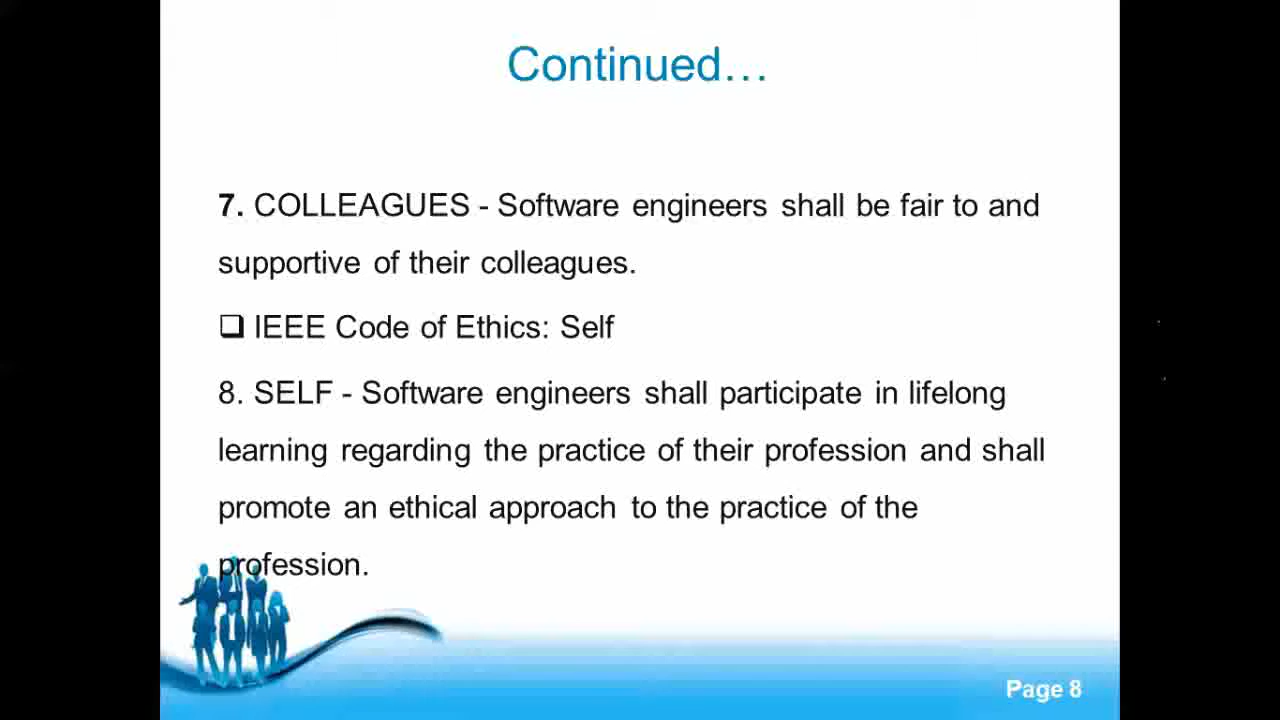 Continued…
7. COLLEAGUES - Software engineers shall be fair to and
supportive of their colleagues.
❑ IEEE Code of Ethics: Self
8. SELF - Software engineers shall participate in lifelong
learning regarding the practice of their profession and shall
promote an ethical approach to the practice of the
profession.
Page 8